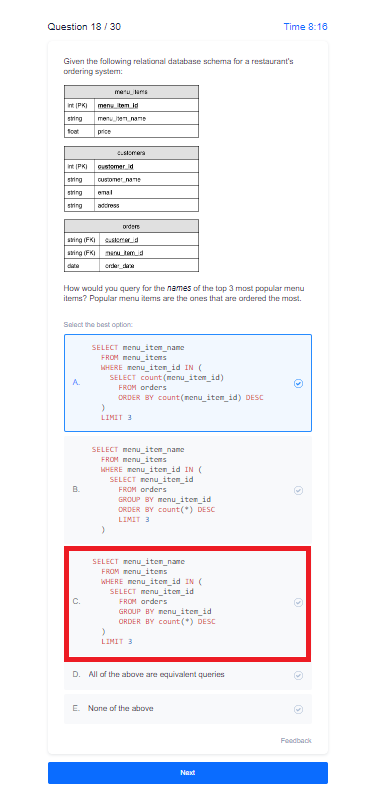 Question 18 / 30 Time 8:16
Given the following relational database schema for a restaurant's
ordering system:
menu_items
int (PK) menu_item_id
string menu_item_name
float price
customers
int (PK) customer_id
string customer_name
string email
string address
orders
string (FK) customer_id
string (FK) menu_item_id
date order_date
How would you query for the names of the top 3 most popular menu
items? Popular menu items are the ones that are ordered the most.
Select the best option:
A.
SELECT menu_item_name
FROM menu_items
WHERE menu_item_id IN (
SELECT count(menu_item_id)
FROM orders
ORDER BY count(menu_item_id) DESC
)
LIMIT 3
B.
SELECT menu_item_name
FROM menu_items
WHERE menu_item_id IN (
SELECT menu_item_id
FROM orders
GROUP BY menu_item_id
ORDER BY count(*) DESC
LIMIT 3
)
C.
SELECT menu_item_name
FROM menu_items
WHERE menu_item_id IN (
SELECT menu_item_id
FROM orders
GROUP BY menu_item_id
ORDER BY count(*) DESC
)
LIMIT 3
D. All of the above are equivalent queries
E. None of the above
Feedback
Next